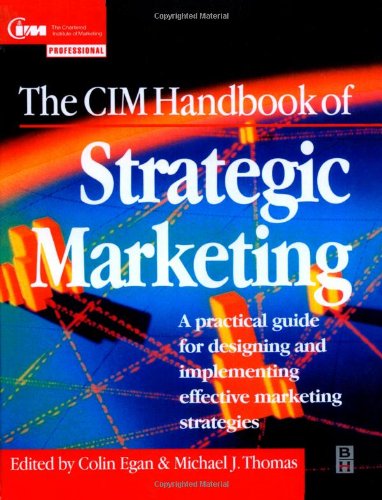 Copyrighted Material
CIM
The Chartered
Institute of Marketing
PROFESSIONAL
The CIM Handbook of
Strategic
Marketing
A practical guide
for designing and
implementing
effective marketing
strategies
Edited by Colin Egan & Michael J. Thomas
B
H
Copyrighted Material